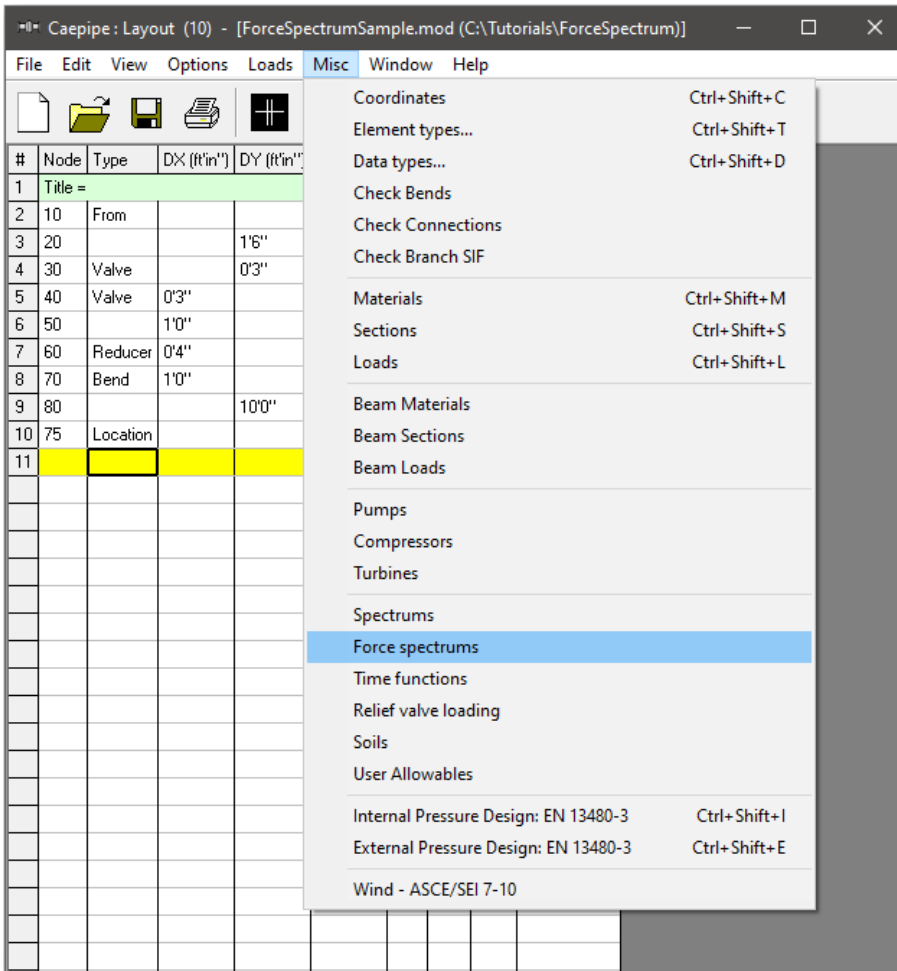 Caepipe : Layout (10) - [ForceSpectrumSample.mod (C:\Tutorials\ForceSpectrum)]
File Edit View Options Loads Misc Window Help
# Node Type DX (ft'in") DY (ft'in")
1 Title =
2 10 From
3 20 1'6"
4 30 Valve 0'3"
5 40 Valve 0'3"
6 50 1'0"
7 60 Reducer 0'4"
8 70 Bend 1'0"
9 80 10'0"
10 75 Location
11
Coordinates Ctrl+Shift+C
Element types... Ctrl+Shift+T
Data types... Ctrl+Shift+D
Check Bends
Check Connections
Check Branch SIF
Materials Ctrl+Shift+M
Sections Ctrl+Shift+S
Loads Ctrl+Shift+L
Beam Materials
Beam Sections
Beam Loads
Pumps
Compressors
Turbines
Spectrums
Force spectrums
Time functions
Relief valve loading
Soils
User Allowables
Internal Pressure Design: EN 13480-3 Ctrl+Shift+I
External Pressure Design: EN 13480-3 Ctrl+Shift+E
Wind - ASCE/SEI 7-10